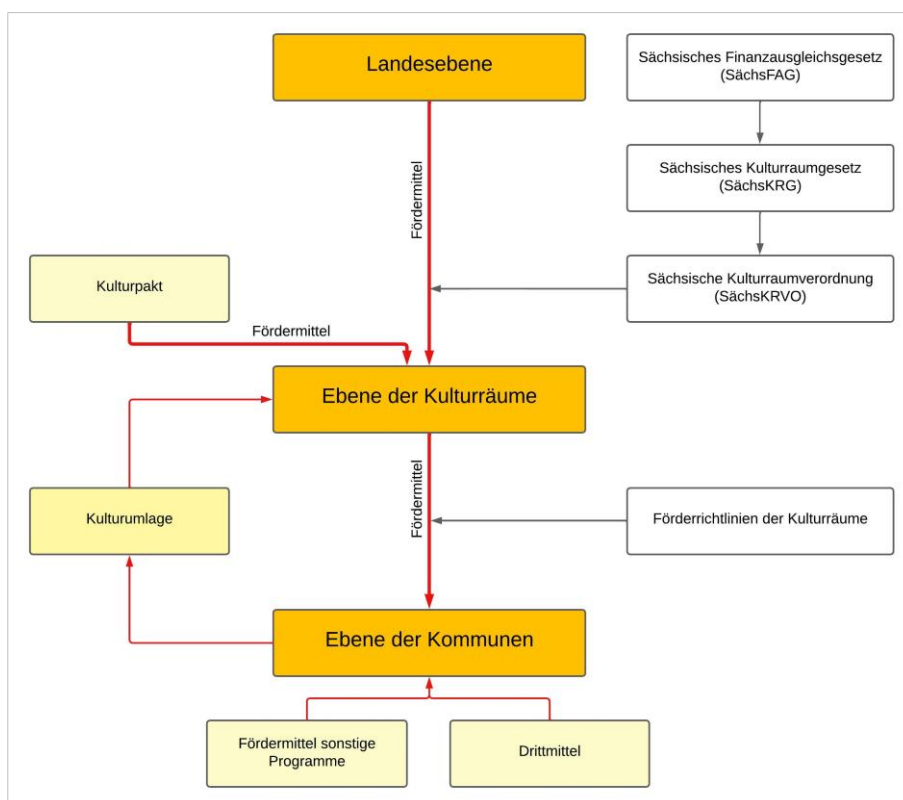 Landesebene
Sächsisches Finanzausgleichsgesetz
(SächsFAG)
Fördermittel
Sächsisches Kulturraumgesetz
(SächsKRG)
Kulturpakt
Sächsische Kulturraumverordnung
(SächsKRVO)
Fördermittel
Ebene der Kulturräume
Fördermittel
Kulturumlage
Förderrichtlinien der Kulturräume
Ebene der Kommunen
Fördermittel sonstige
Programme
Drittmittel